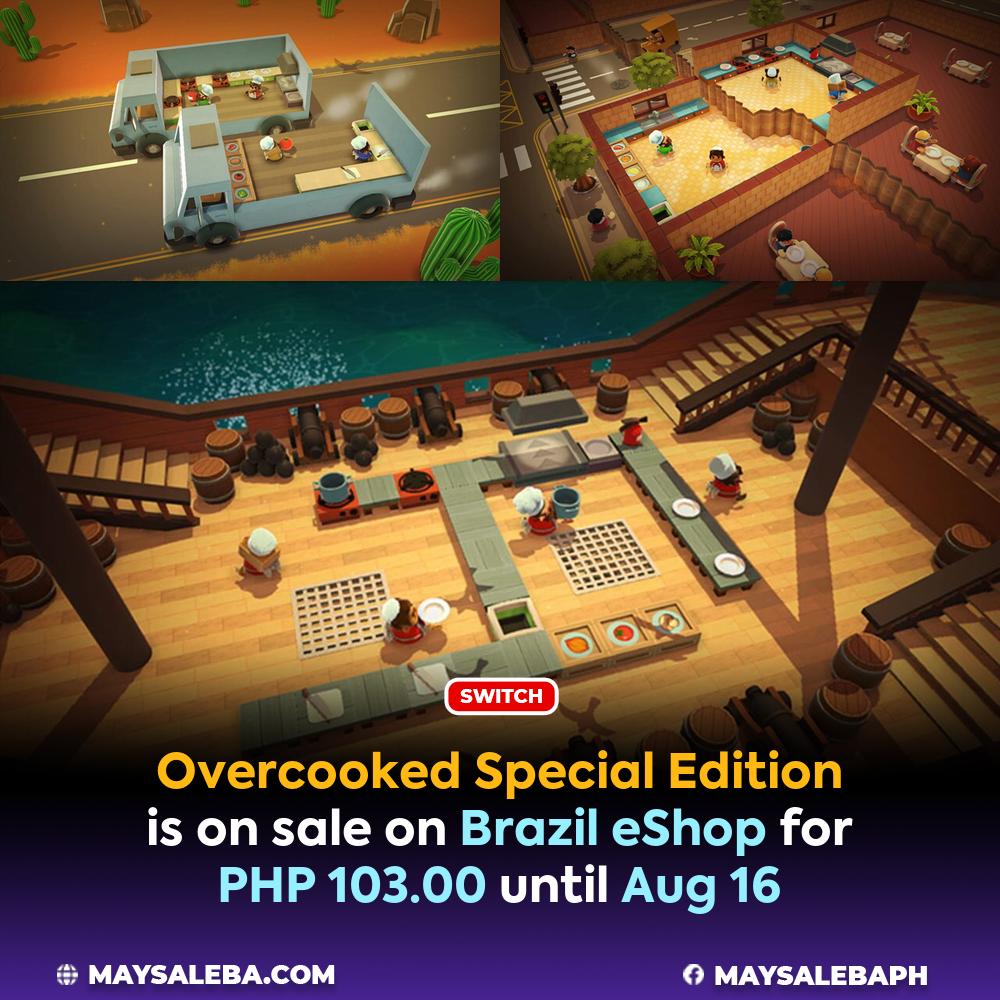 SWITCH
Overcooked Special Edition
is on sale on Brazil eShop for
PHP 103.00 until Aug 16
MAYSALEBA.COM
MAYSALEBAPH